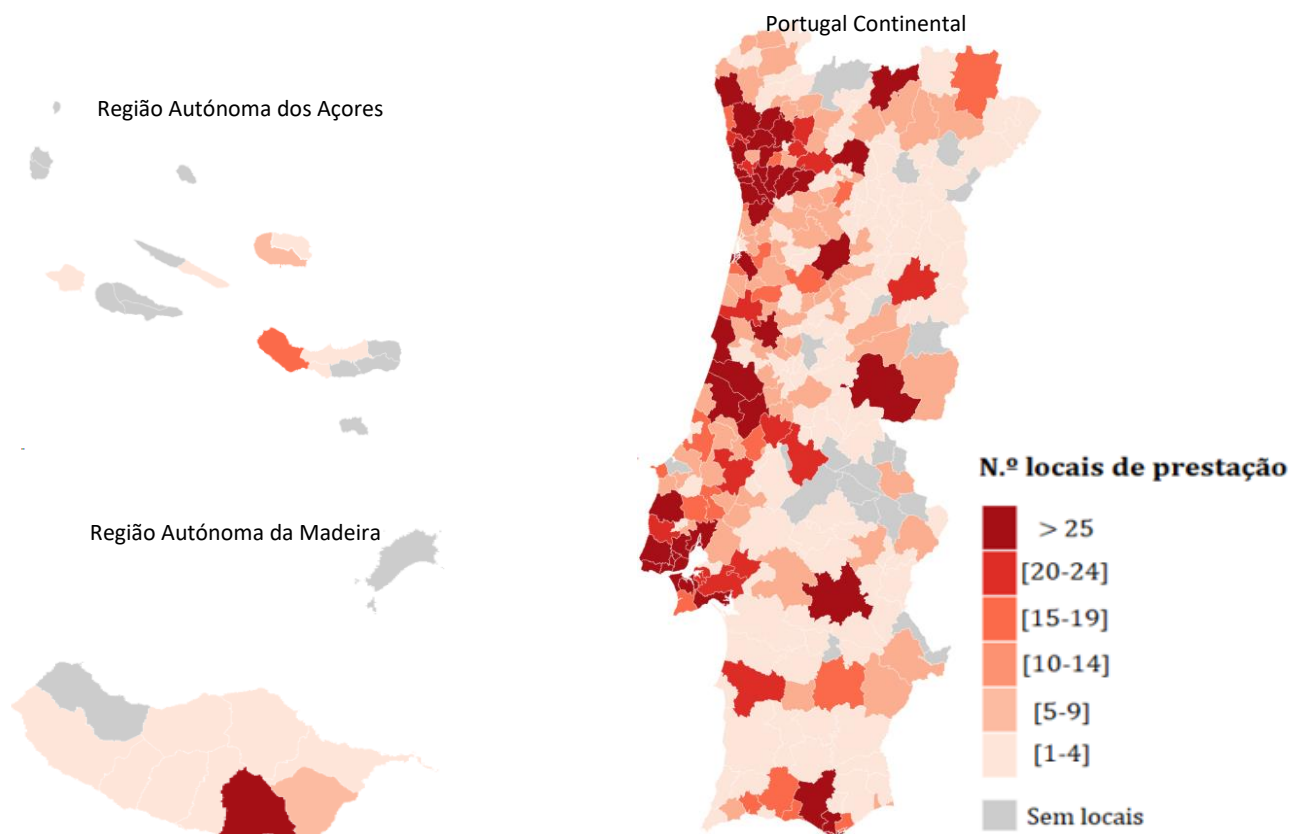 Portugal Continental
Região Autónoma dos Açores
Região Autónoma da Madeira
N.º locais de prestação
> 25
[20-24]
[15-19]
[10-14]
[5-9]
[1-4]
Sem locais